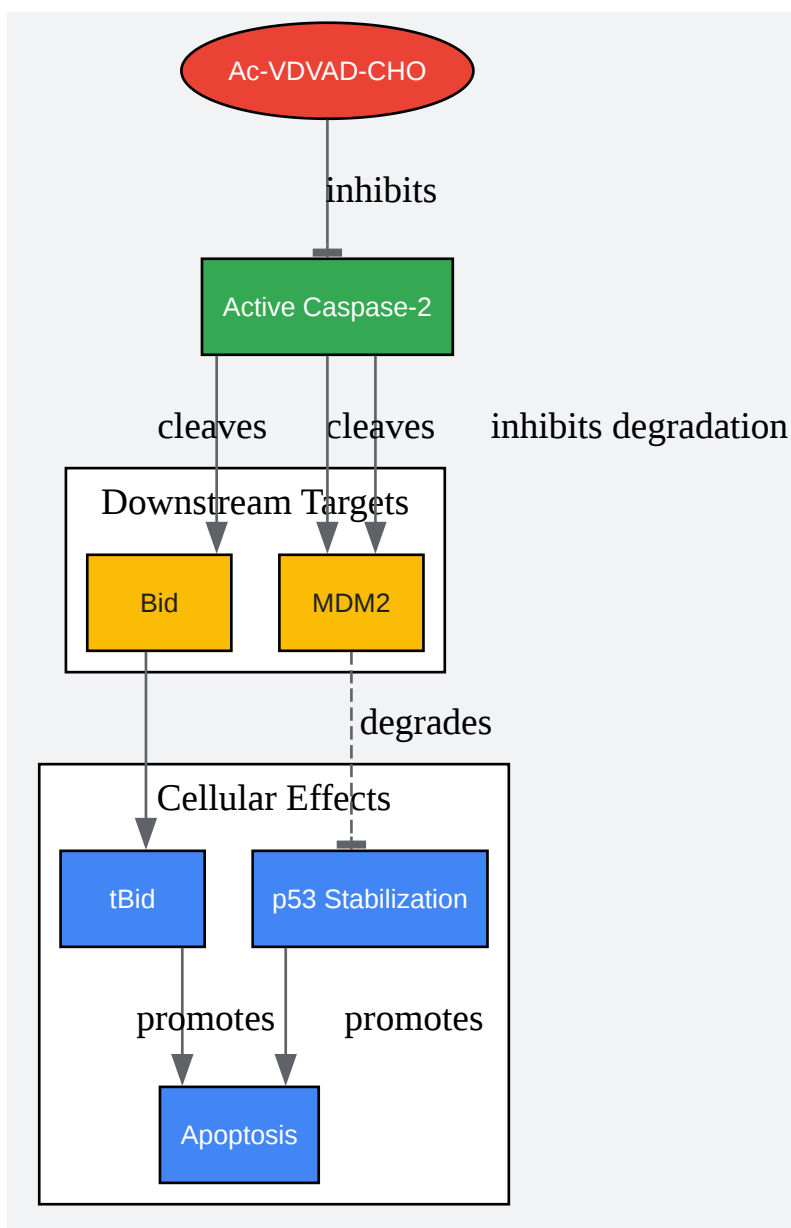 Ac-VDVAD-CHO
inhibits
Active Caspase-2
cleaves
cleaves
inhibits degradation
Downstream Targets
Bid
MDM2
degrades
Cellular Effects
tBid
p53 Stabilization
promotes
promotes
Apoptosis